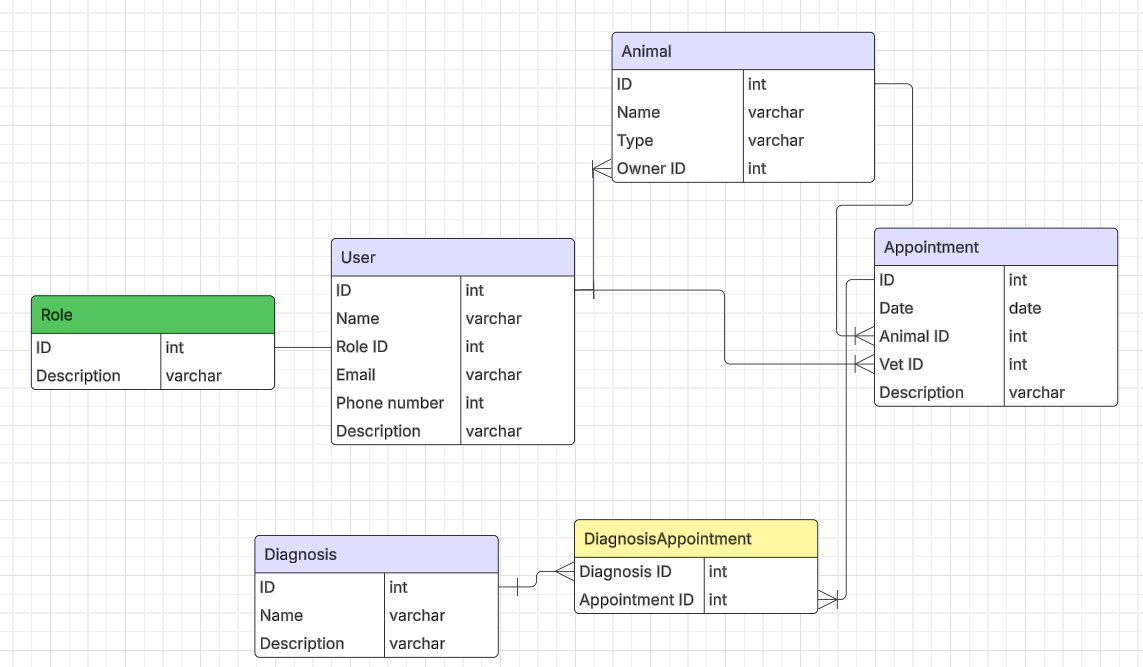 Animal
ID int
Name varchar
Type varchar
Owner ID int
Appointment
ID int
Date date
Animal ID int
Vet ID int
Description varchar
User
ID int
Name varchar
Role ID int
Email varchar
Phone number int
Description varchar
Role
ID int
Description varchar
Diagnosis
ID int
Name varchar
Description varchar
DiagnosisAppointment
Diagnosis ID int
Appointment ID int